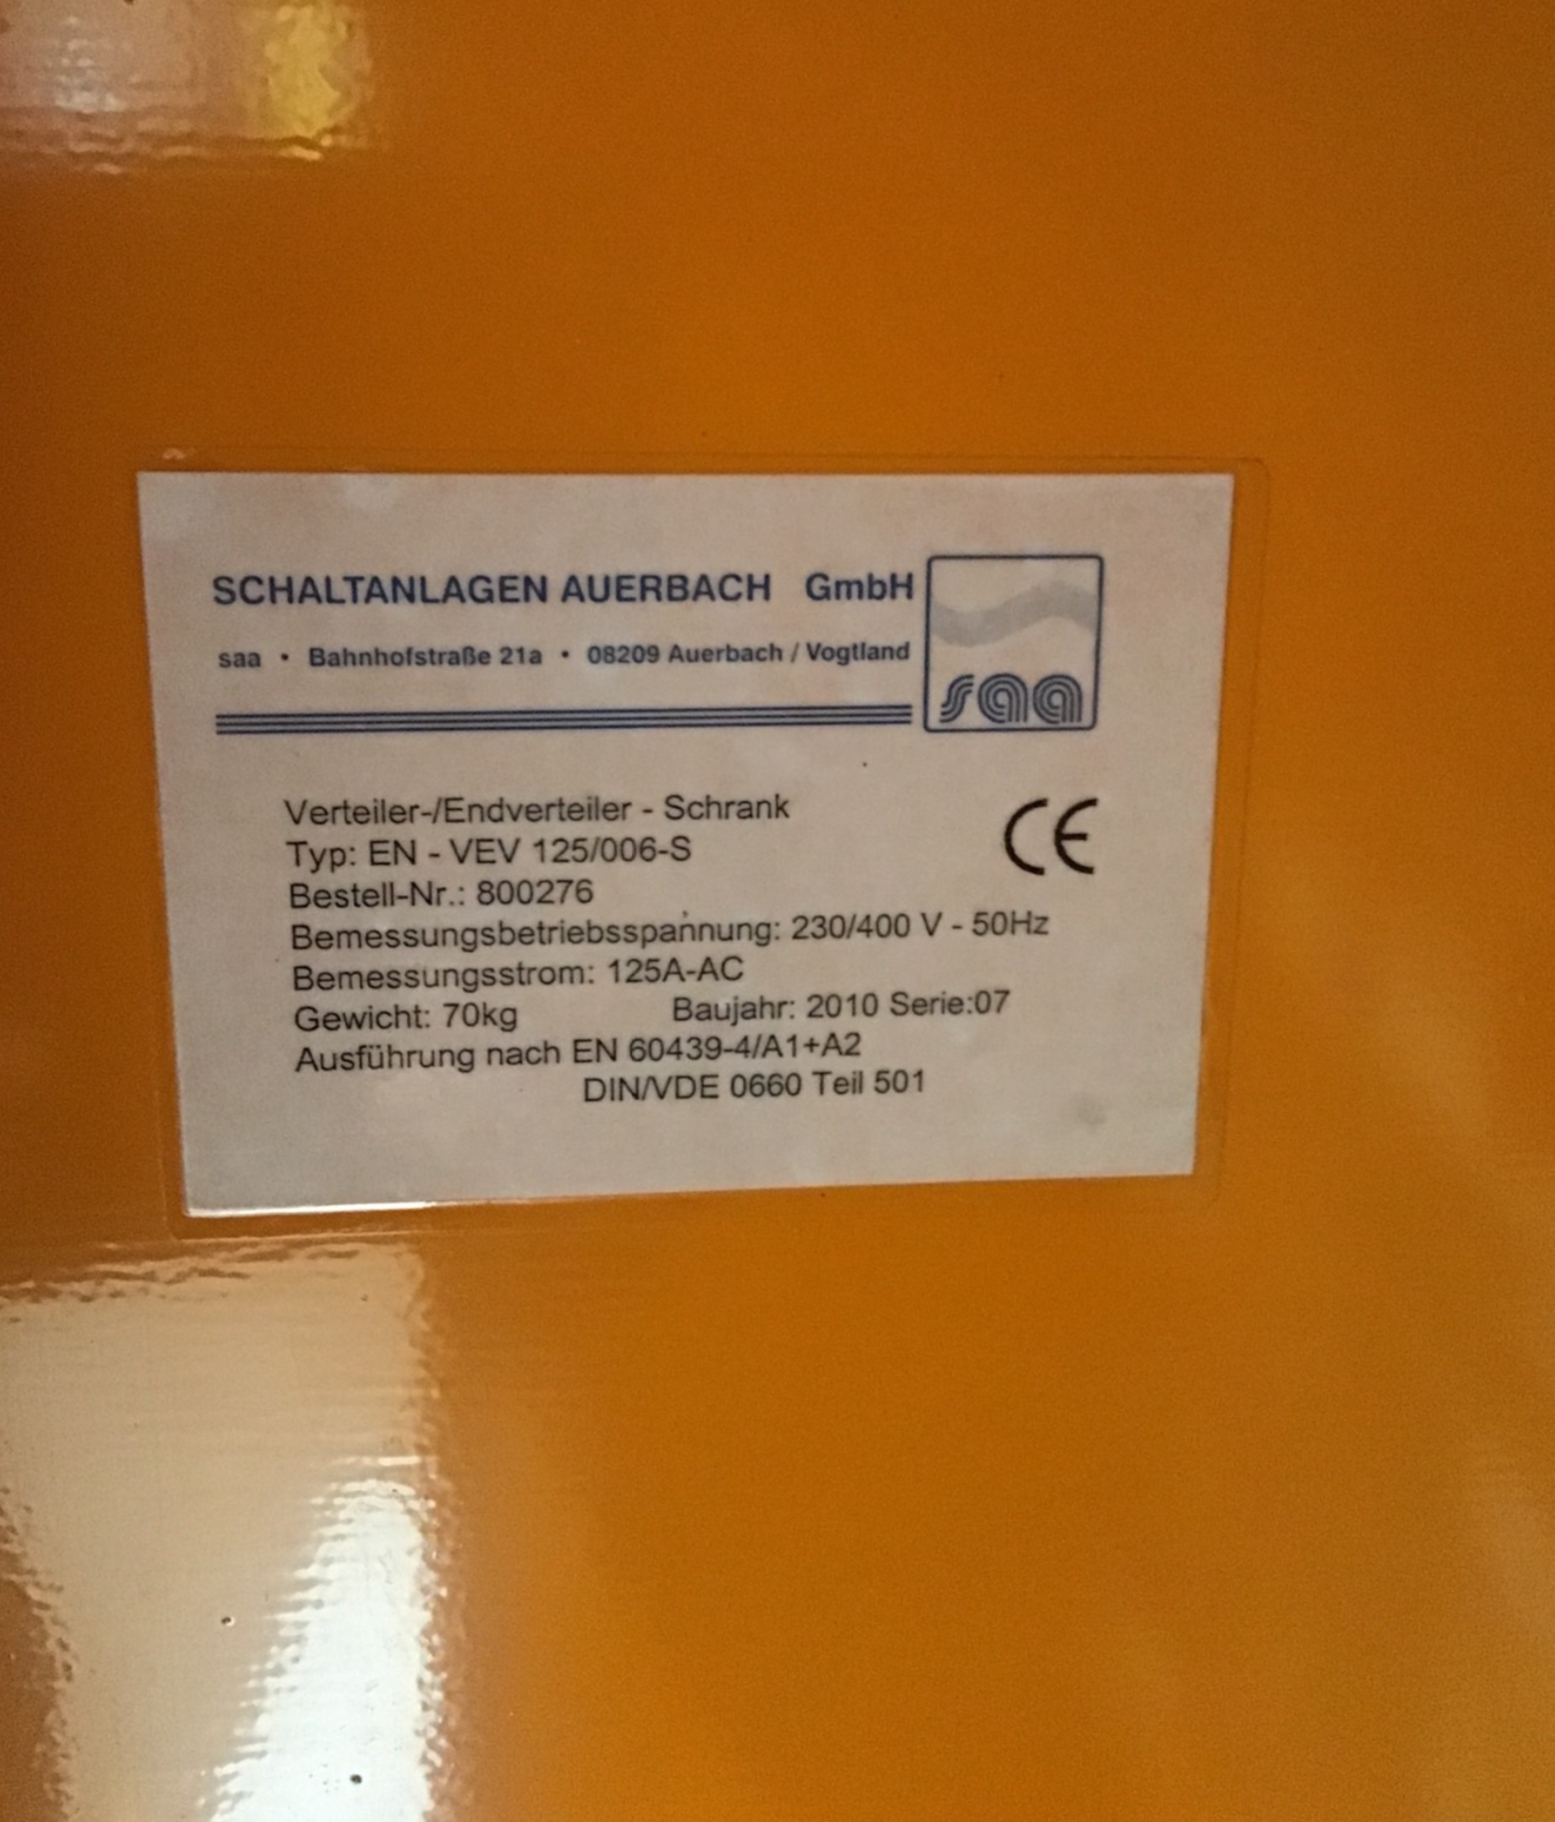 SCHALTANLAGEN AUERBACH GmbH
saa • Bahnhofstraße 21a • 08209 Auerbach / Vogtland
saa
Verteiler-/Endverteiler - Schrank
CE
Typ: EN - VEV 125/006-S
Bestell-Nr.: 800276
Bemessungsbetriebsspannung: 230/400 V - 50Hz
Bemessungsstrom: 125A-AC
Gewicht: 70kg Baujahr: 2010 Serie:07
Ausführung nach EN 60439-4/A1+A2
DIN/VDE 0660 Teil 501